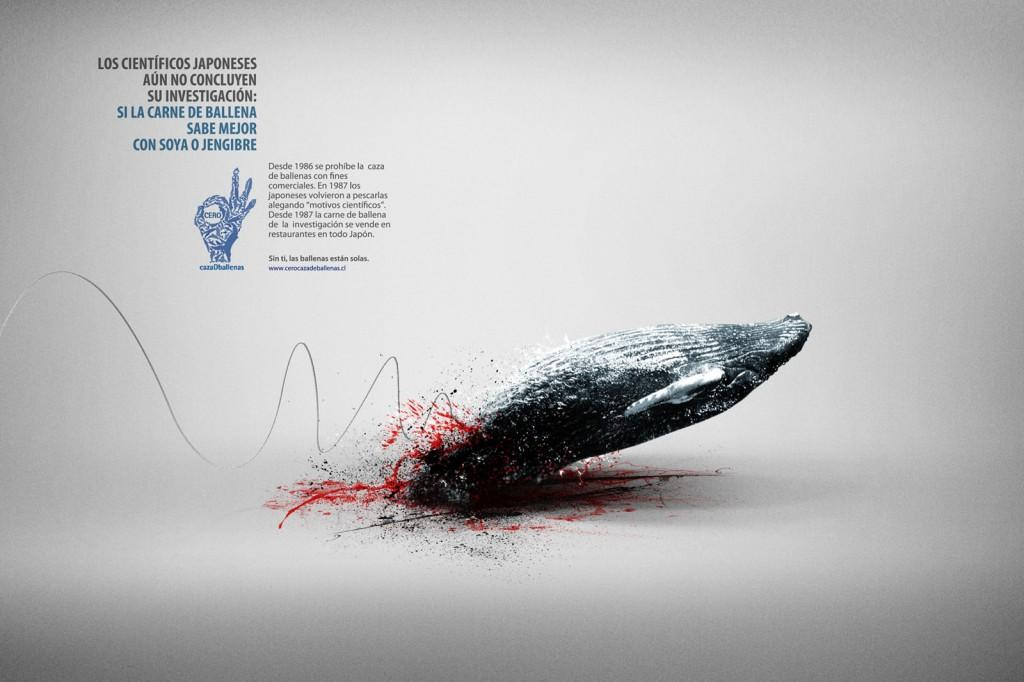 LOS CIENTÍFICOS JAPONESES
AÚN NO CONCLUYEN
SU INVESTIGACIÓN:
SI LA CARNE DE BALLENA
SABE MEJOR
CON SOYA O JENGIBRE
Desde 1986 se prohíbe la caza
de ballenas con fines
comerciales. En 1987 los
japoneses volvieron a pescarlas
alegando "motivos científicos".
Desde 1987 la carne de ballena
de la investigación se vende en
restaurantes en todo Japón.
Sin ti, las ballenas están solas.
www.cerocazadeballenas.cl
CERO
cazaDballenas